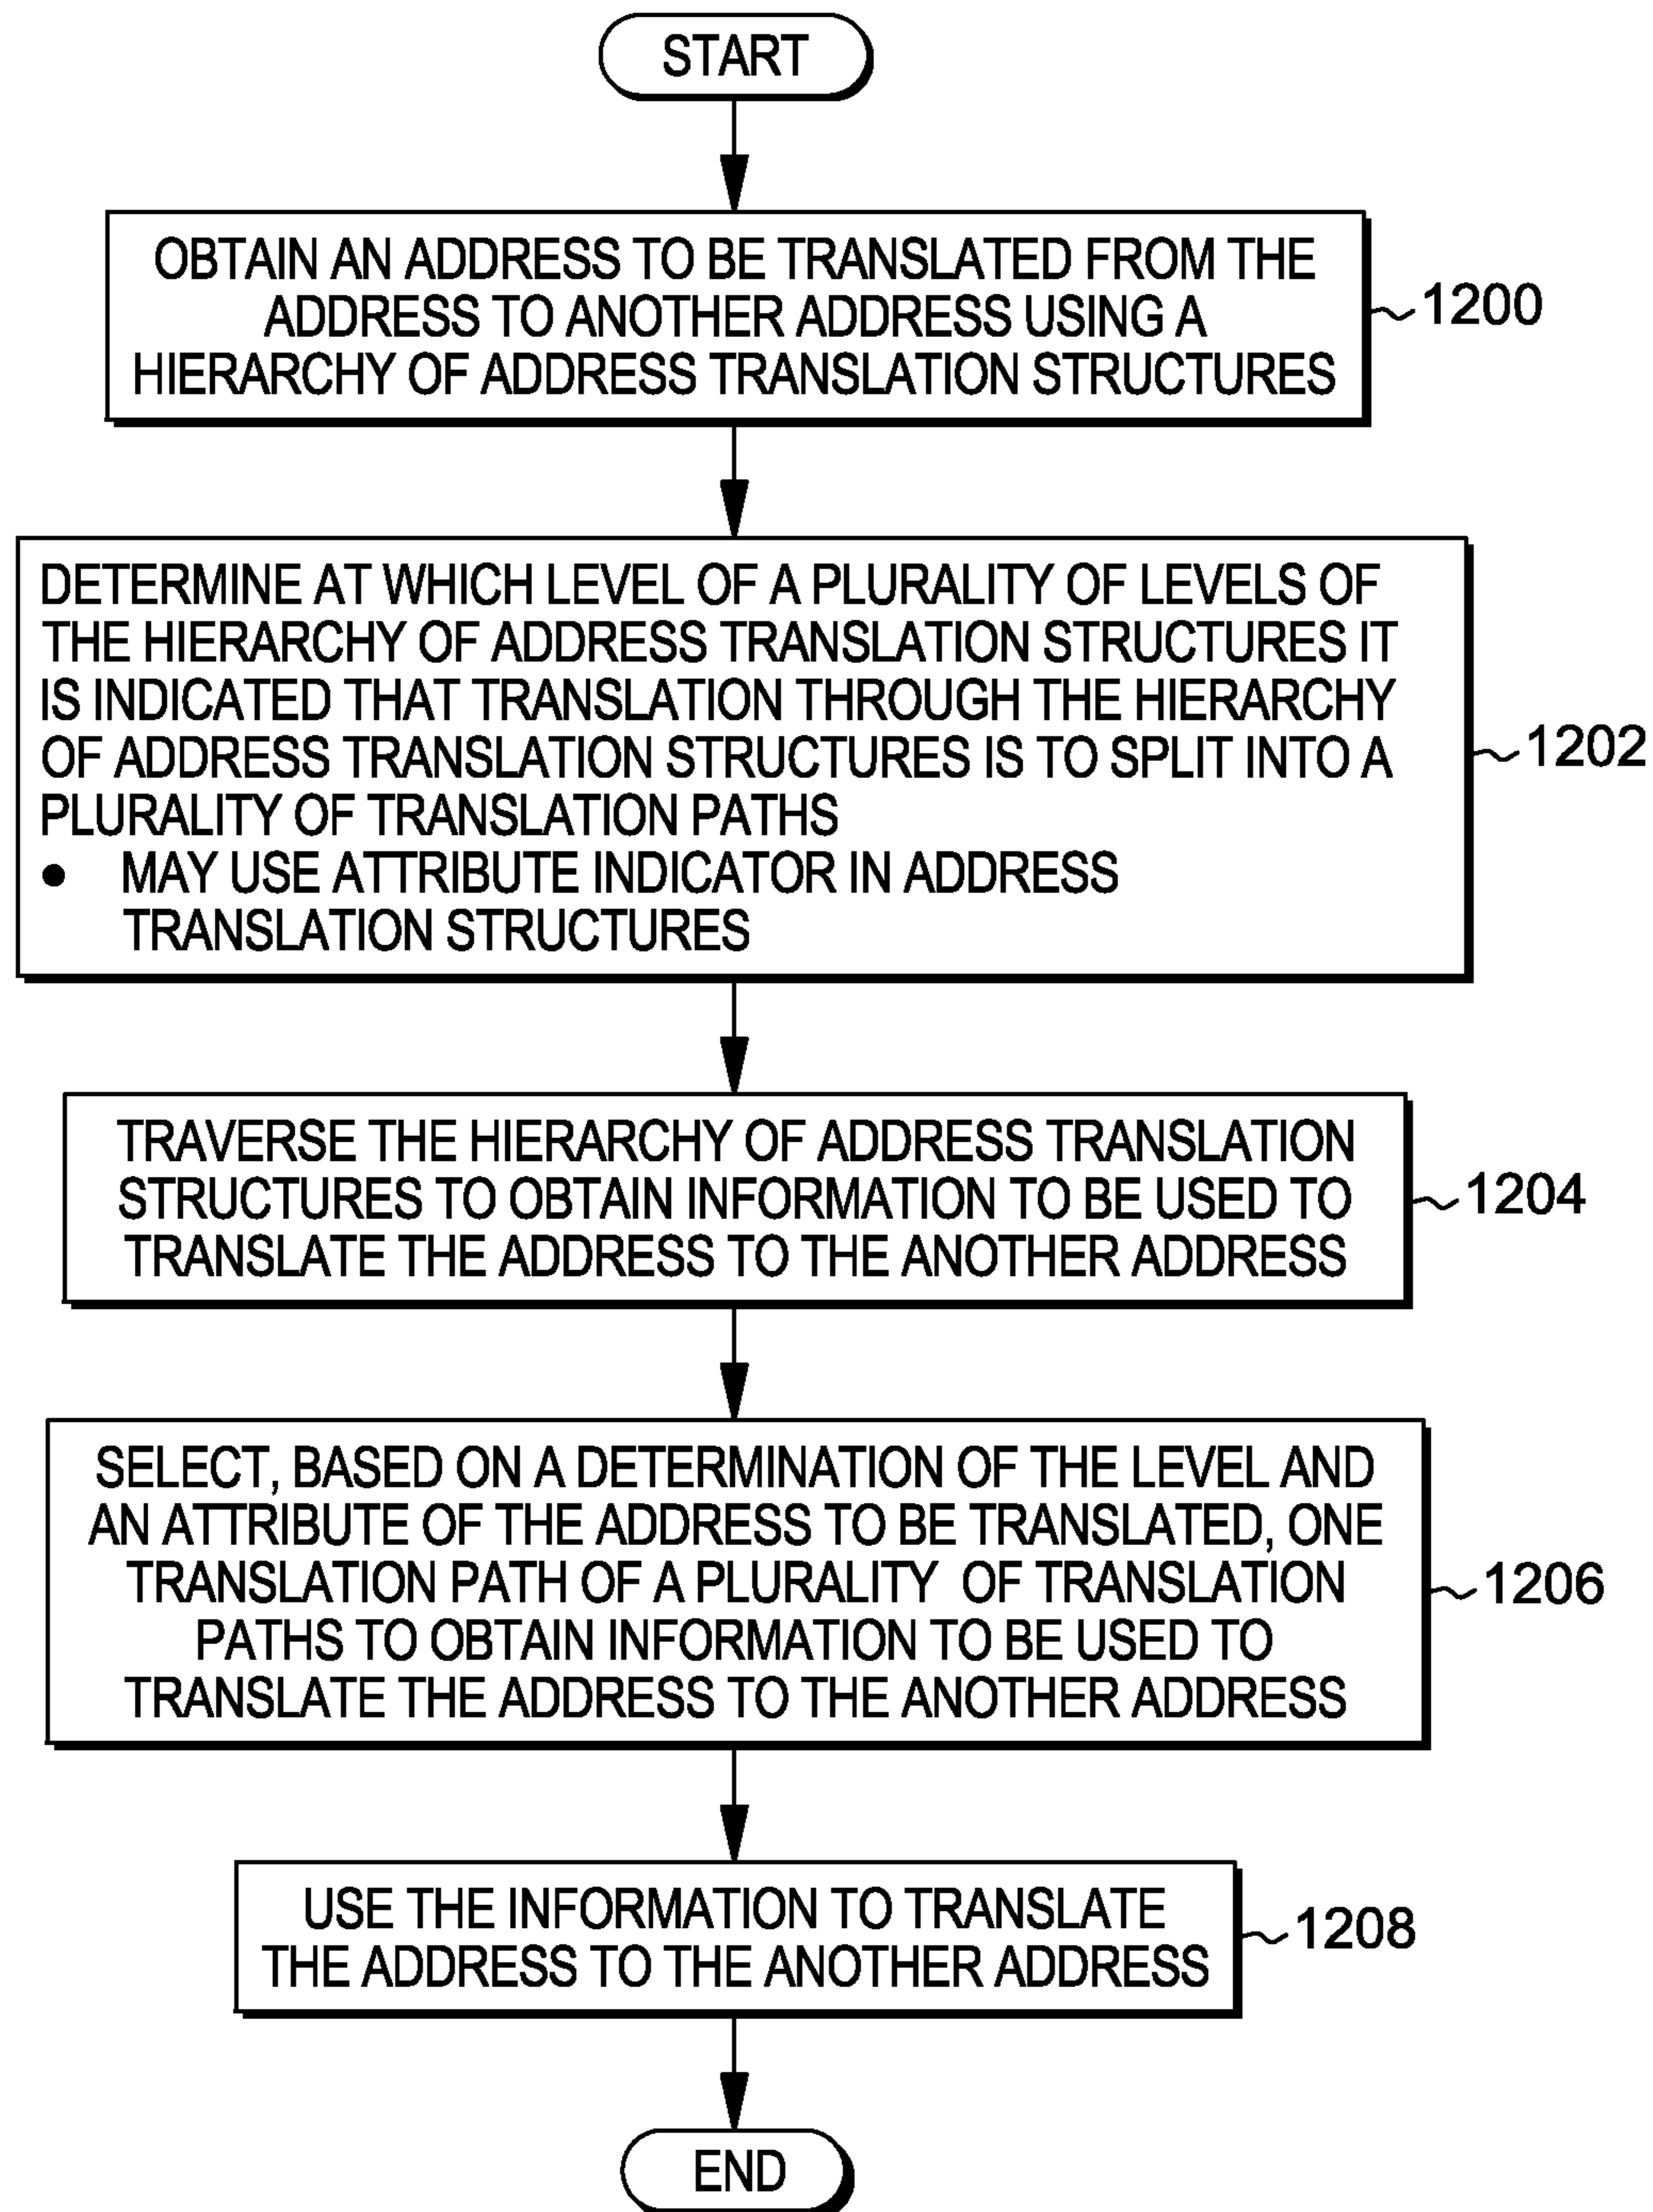 START
OBTAIN AN ADDRESS TO BE TRANSLATED FROM THE
ADDRESS TO ANOTHER ADDRESS USING A
HIERARCHY OF ADDRESS TRANSLATION STRUCTURES
1200
DETERMINE AT WHICH LEVEL OF A PLURALITY OF LEVELS OF
THE HIERARCHY OF ADDRESS TRANSLATION STRUCTURES IT
IS INDICATED THAT TRANSLATION THROUGH THE HIERARCHY
OF ADDRESS TRANSLATION STRUCTURES IS TO SPLIT INTO A
PLURALITY OF TRANSLATION PATHS
● MAY USE ATTRIBUTE INDICATOR IN ADDRESS
TRANSLATION STRUCTURES
1202
TRAVERSE THE HIERARCHY OF ADDRESS TRANSLATION
STRUCTURES TO OBTAIN INFORMATION TO BE USED TO
TRANSLATE THE ADDRESS TO THE ANOTHER ADDRESS
1204
SELECT, BASED ON A DETERMINATION OF THE LEVEL AND
AN ATTRIBUTE OF THE ADDRESS TO BE TRANSLATED, ONE
TRANSLATION PATH OF A PLURALITY OF TRANSLATION
PATHS TO OBTAIN INFORMATION TO BE USED TO
TRANSLATE THE ADDRESS TO THE ANOTHER ADDRESS
1206
USE THE INFORMATION TO TRANSLATE
THE ADDRESS TO THE ANOTHER ADDRESS
1208
END